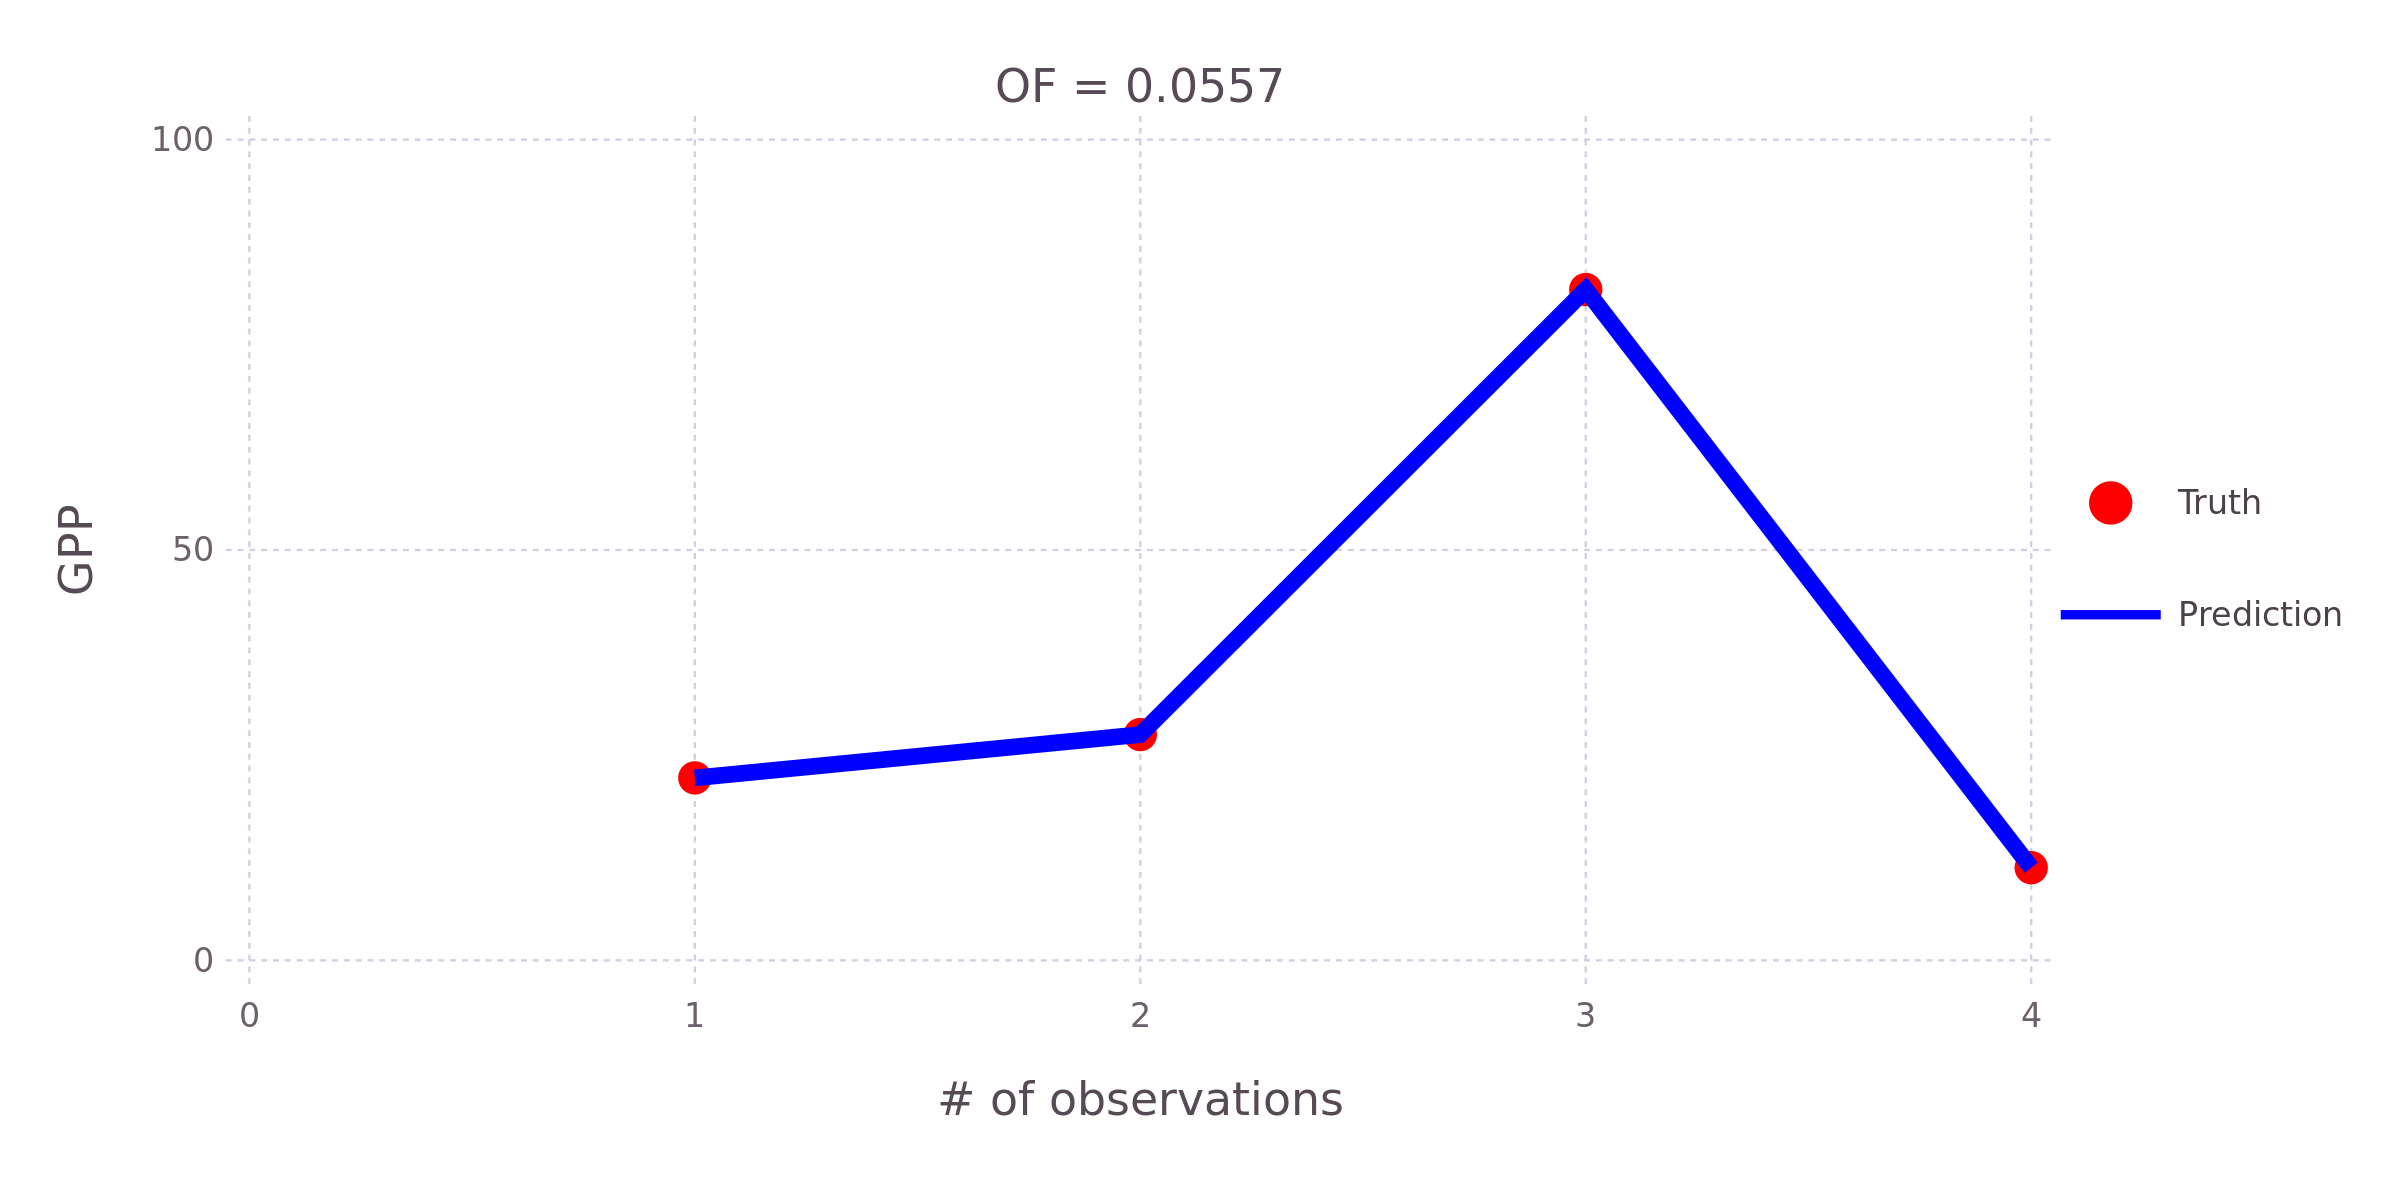 OF = 0.0557
100
50
0
GPP
0 1 2 3 4
# of observations
Truth
Prediction